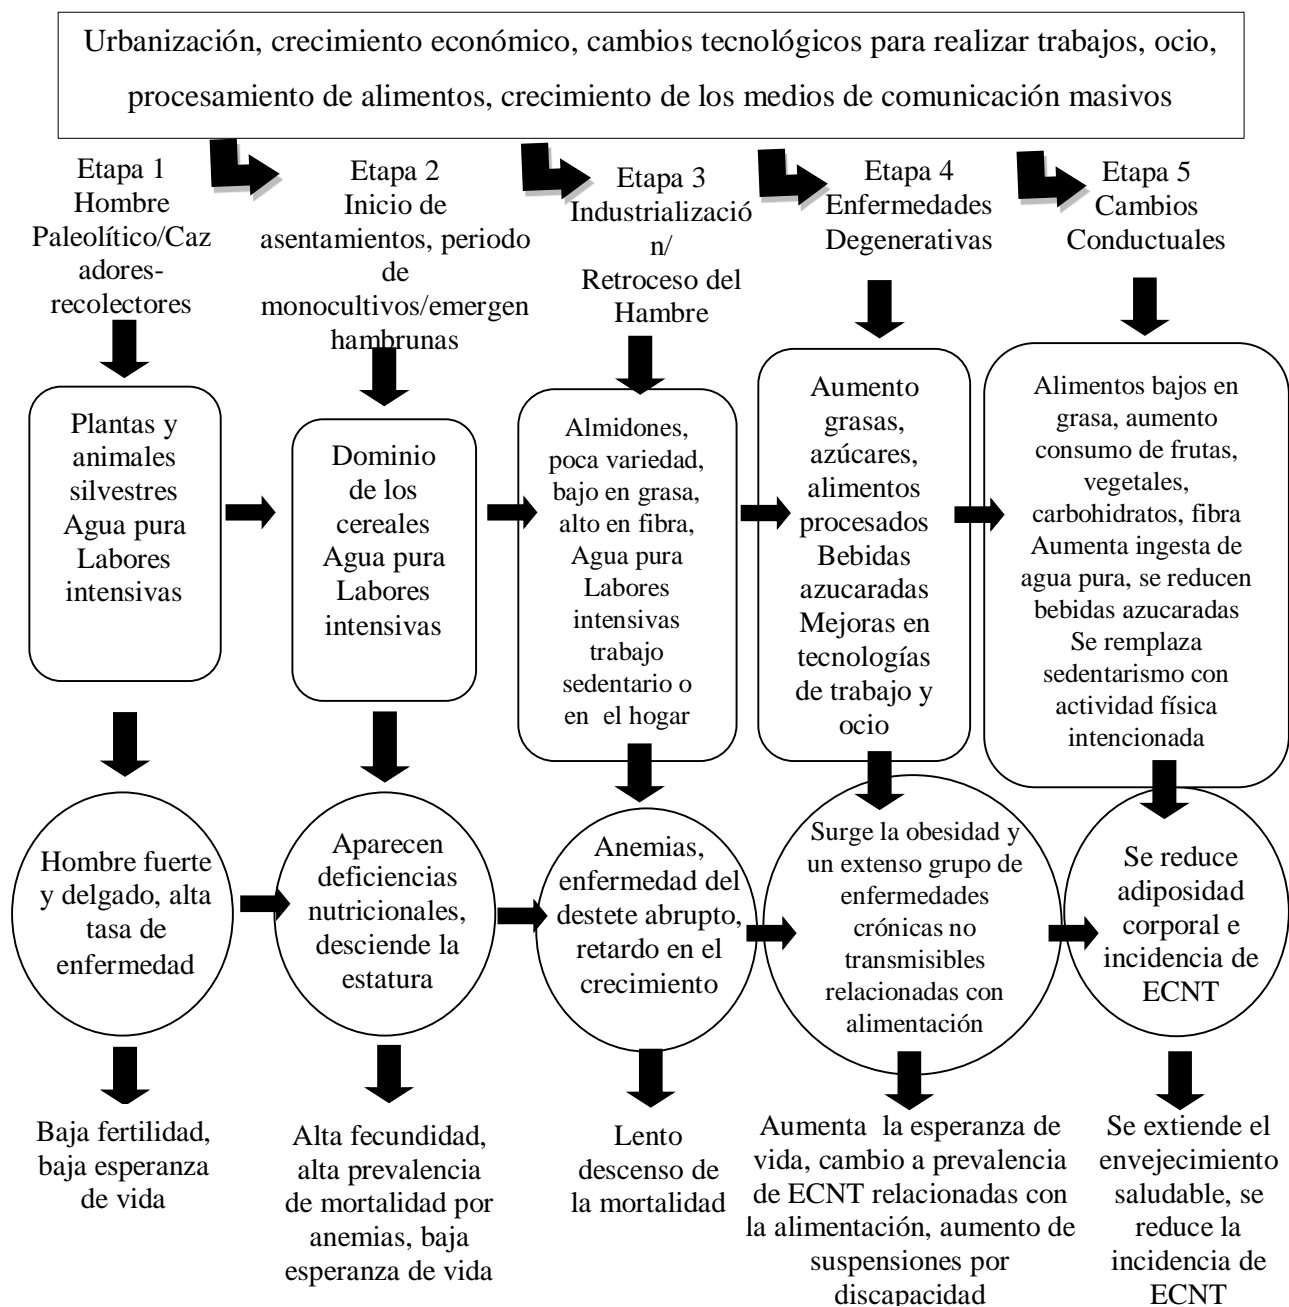 Urbanización, crecimiento económico, cambios tecnológicos para realizar trabajos, ocio,
procesamiento de alimentos, crecimiento de los medios de comunicación masivos
Etapa 1
Hombre
Paleolítico/Caz
adores-
recolectores
Etapa 2
Inicio de
asentamientos, periodo
de
monocultivos/emergen
hambrunas
Etapa 3
Industrializació
n/
Retroceso del
Hambre
Etapa 4
Enfermedades
Degenerativas
Etapa 5
Cambios
Conductuales
Plantas y
animales
silvestres
Agua pura
Labores
intensivas
Dominio
de los
cereales
Agua pura
Labores
intensivas
Almidones,
poca variedad,
bajo en grasa,
alto en fibra,
Agua pura
Labores
intensivas
trabajo
sedentario o
en el hogar
Aumento
grasas,
azúcares,
alimentos
procesados
Bebidas
azucaradas
Mejoras en
tecnologías
de trabajo y
ocio
Alimentos bajos en
grasa, aumento
consumo de frutas,
vegetales,
carbohidratos, fibra
Aumenta ingesta de
agua pura, se reducen
bebidas azucaradas
Se remplaza
sedentarismo con
actividad física
intencionada
Hombre fuerte
y delgado, alta
tasa de
enfermedad
Aparecen
deficiencias
nutricionales,
desciende la
estatura
Anemias,
enfermedad del
destete abrupto,
retardo en el
crecimiento
Surge la obesidad y
un extenso grupo de
enfermedades
crónicas no
transmisibles
relacionadas con
alimentación
Se reduce
adiposidad
corporal e
incidencia de
ECNT
Baja fertilidad,
baja esperanza
de vida
Alta fecundidad,
alta prevalencia
de mortalidad por
anemias, baja
esperanza de vida
Lento
descenso de
la mortalidad
Aumenta la esperanza de
vida, cambio a prevalencia
de ECNT relacionadas con
la alimentación, aumento de
suspensiones por
discapacidad
Se extiende el
envejecimiento
saludable, se
reduce la
incidencia de
ECNT